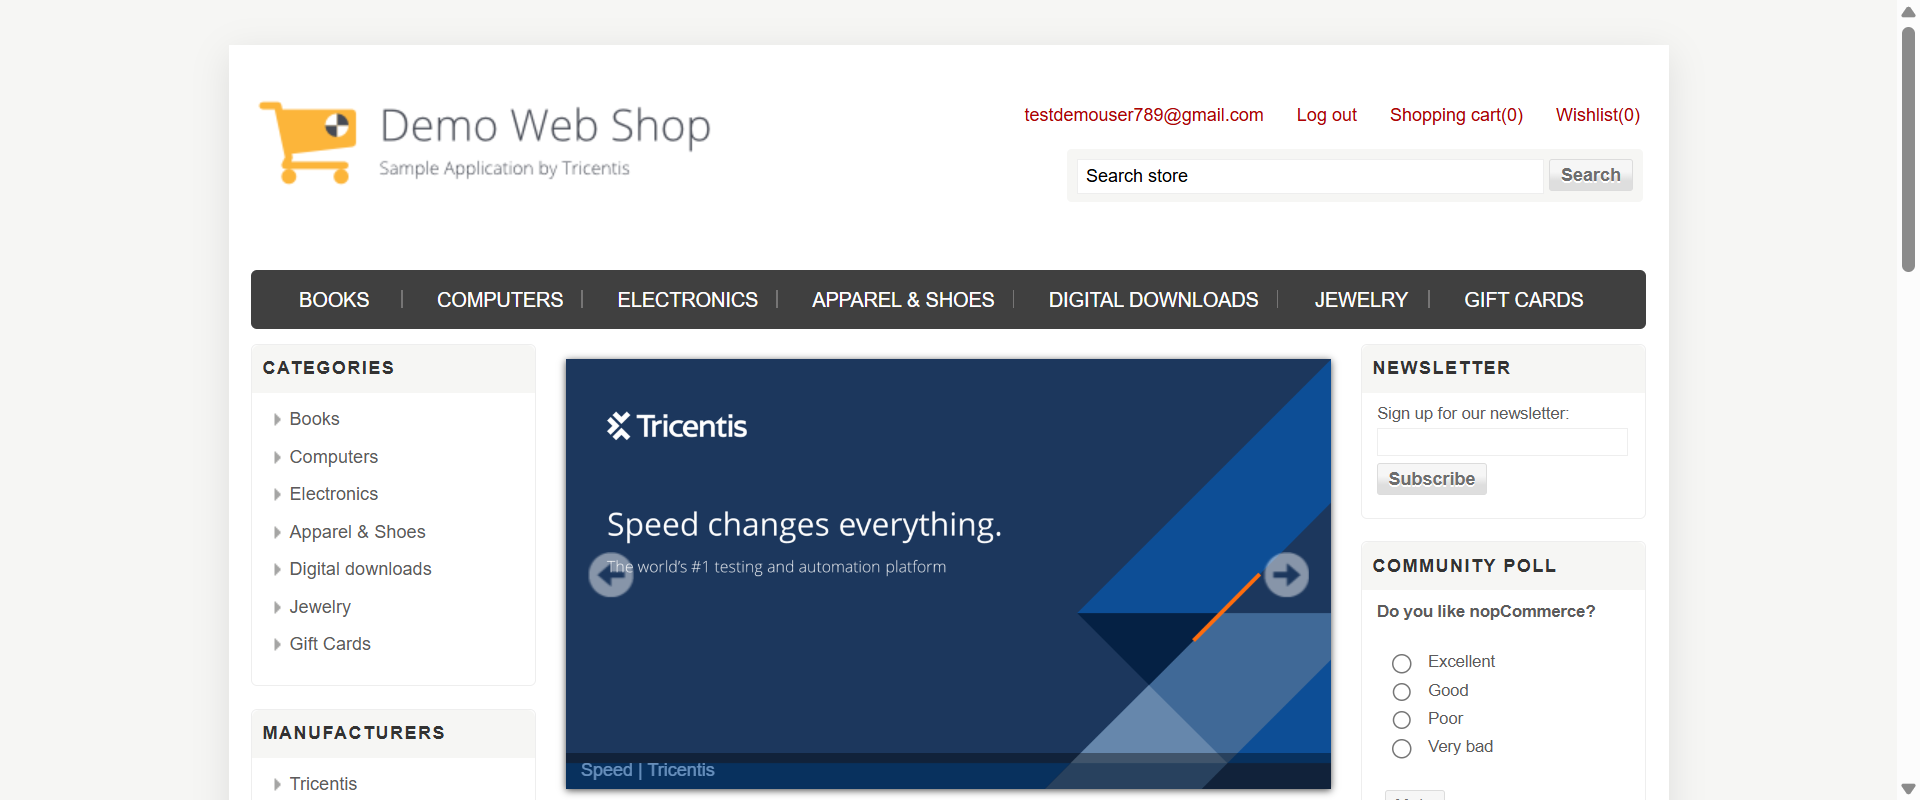 Demo Web Shop
Sample Application by Tricentis
testdemouser789@gmail.com Log out Shopping cart(0) Wishlist(0)
Search store Search
BOOKS COMPUTERS ELECTRONICS APPAREL & SHOES DIGITAL DOWNLOADS JEWELRY GIFT CARDS
CATEGORIES
Books
Computers
Electronics
Apparel & Shoes
Digital downloads
Jewelry
Gift Cards
MANUFACTURERS
Tricentis
Tricentis
Speed changes everything.
The world's #1 testing and automation platform
Speed | Tricentis
NEWSLETTER
Sign up for our newsletter:
Subscribe
COMMUNITY POLL
Do you like nopCommerce?
Excellent
Good
Poor
Very bad